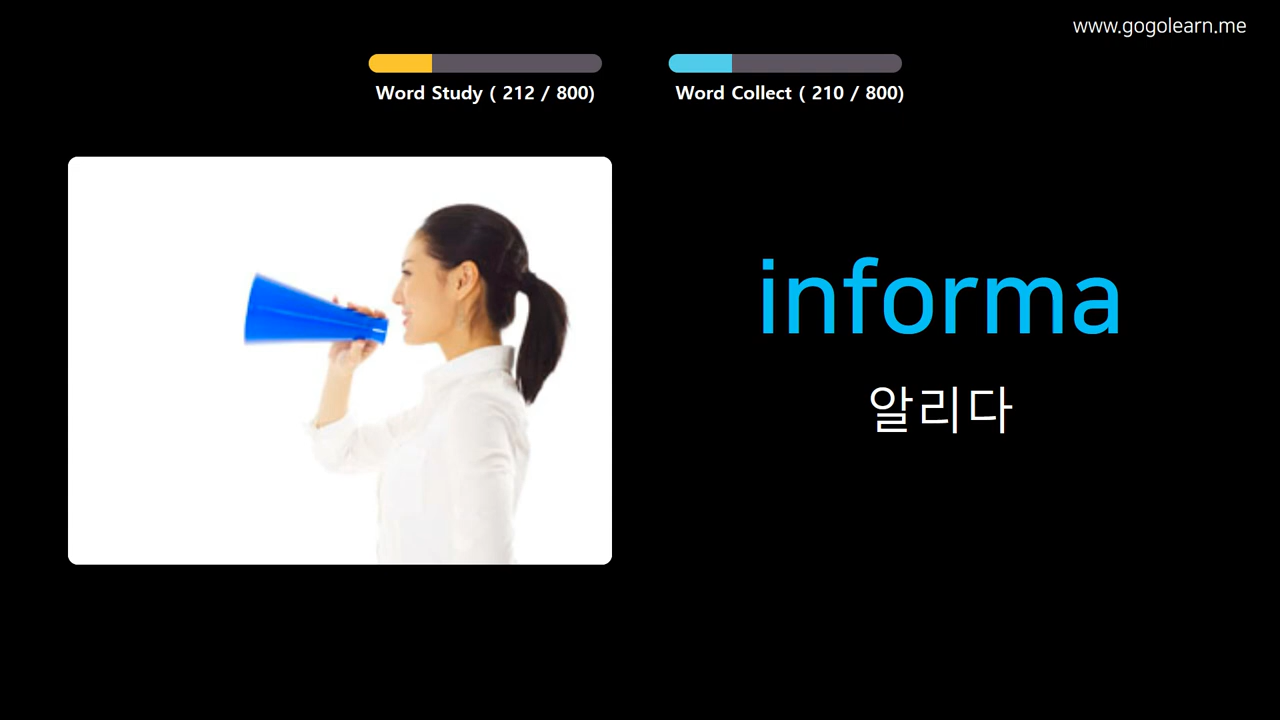 www.gogolearn.me
Word Study ( 212 / 800)
Word Collect ( 210 / 800)
informa
알리다